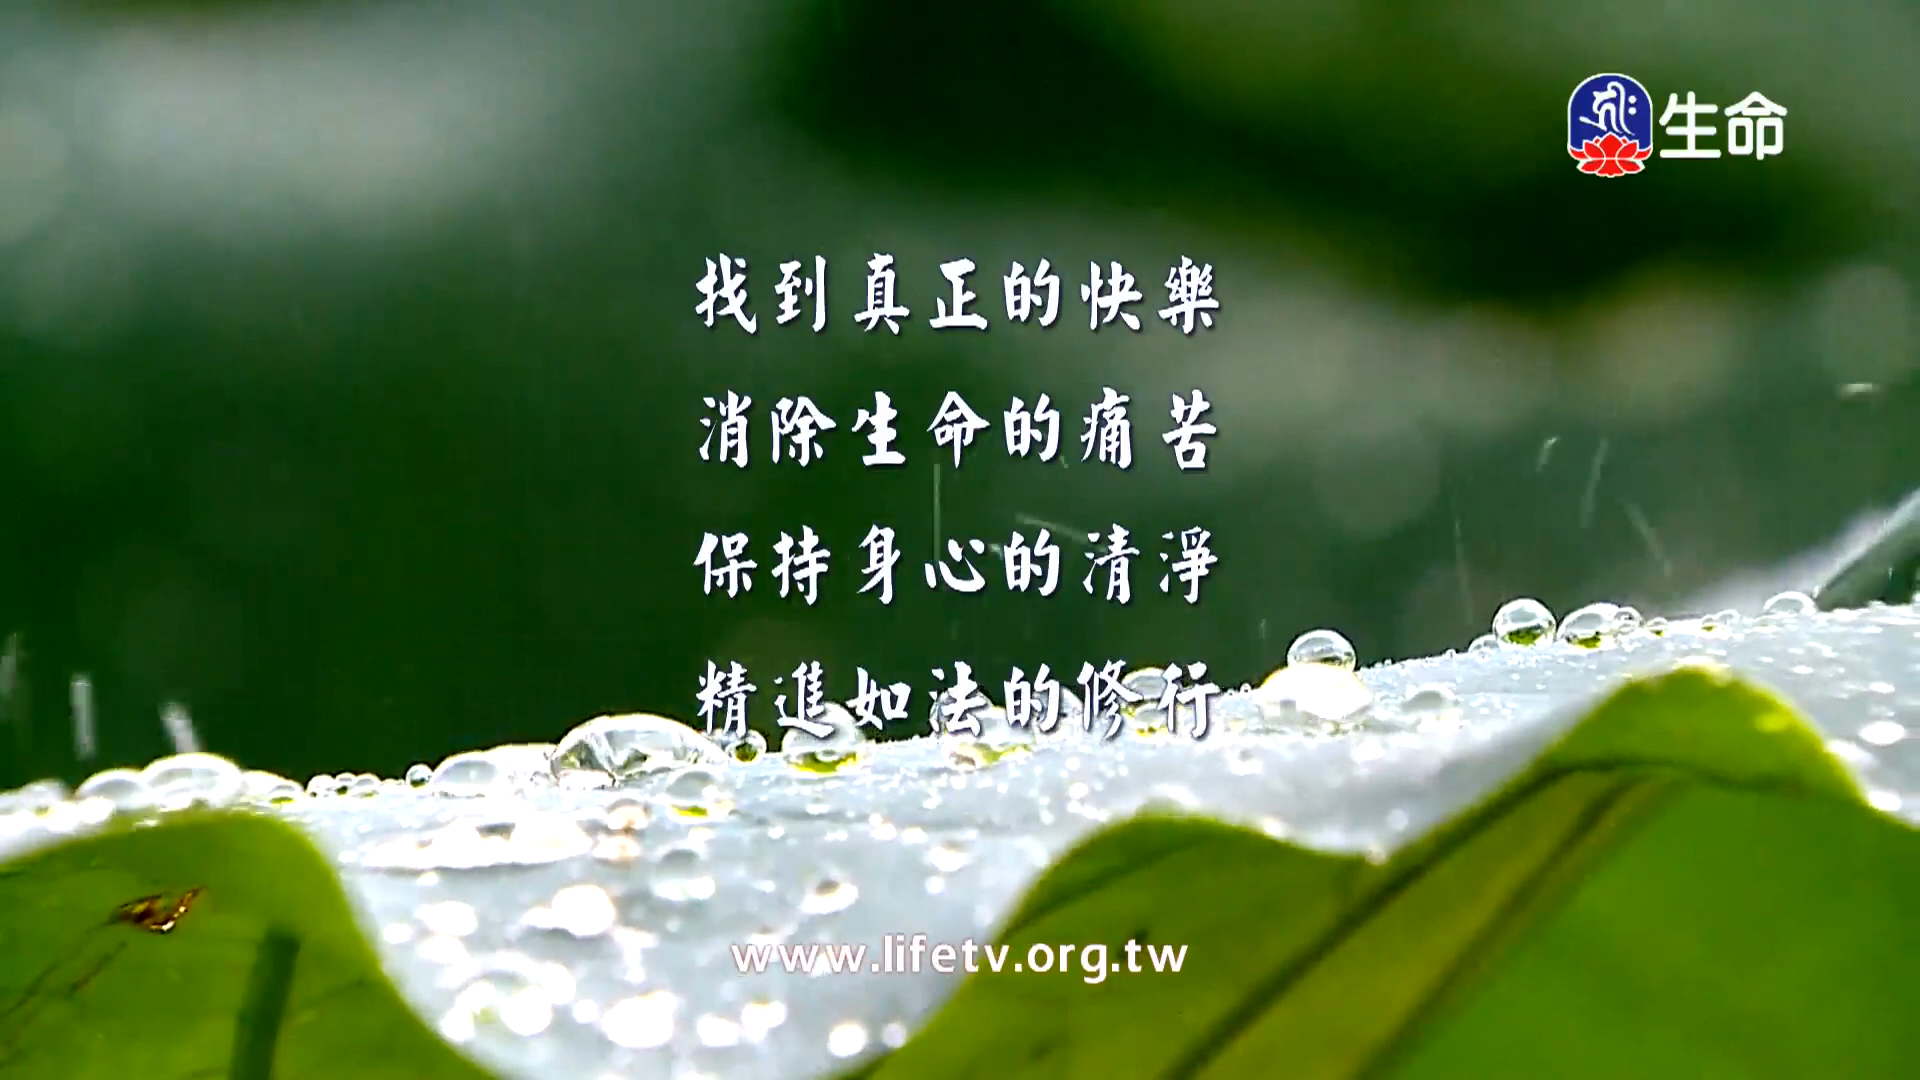 生命
找到真正的快樂
消除生命的痛苦
保持身心的清淨
精進如法的修行
www.lifetv.org.tw